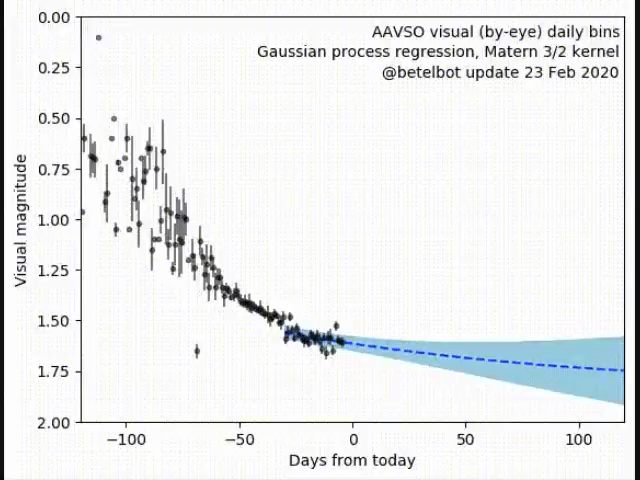 AAVSO visual (by-eye) daily bins
Gaussian process regression, Matern 3/2 kernel
@betelbot update 23 Feb 2020
Visual magnitude
0.00
0.25
0.50
0.75
1.00
1.25
1.50
1.75
2.00
−100
−50
0
50
100
Days from today